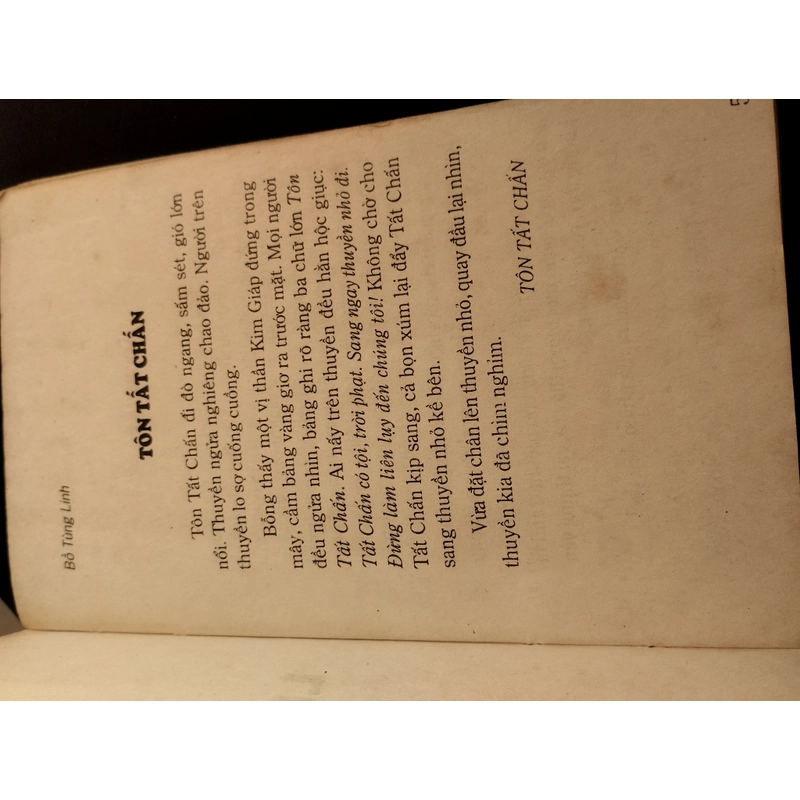 Bồ Tùng Linh
TÔN TẤT CHẤN
Tôn Tất Chấn đi đò ngang, sấm sét, gió lớn
nổi. Thuyền ngửa nghiêng chao đảo. Người trên
thuyền lo sợ cuống cuồng.
Bỗng thấy một vị thần Kim Giáp đứng trong
mây, cầm bảng vàng giơ ra trước mặt. Mọi người
đều ngửa nhìn, bảng ghi rõ ràng ba chữ lớn Tôn
Tất Chấn. Ai nấy trên thuyền đều hằn học giục:
Tất Chấn có tội, trời phạt. Sang ngay thuyền nhỏ đi.
Đừng làm liên lụy đến chúng tôi! Không chờ cho
Tất Chấn kịp sang, cả bọn xúm lại đẩy Tất Chấn
sang thuyền nhỏ kề bên.
Vừa đặt chân lên thuyền nhỏ, quay đầu lại nhìn,
thuyền kia đã chìm nghỉm.
TÔN TẤT CHẤN